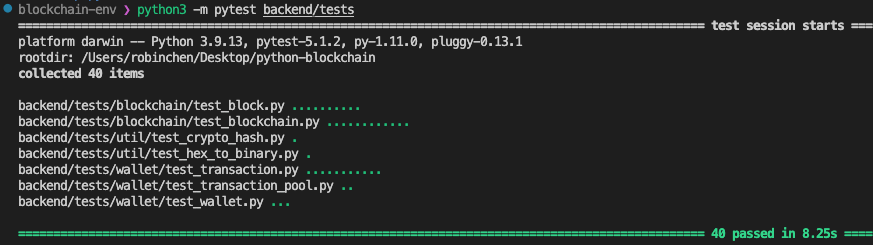 blockchain-env ❯ python3 -m pytest backend/tests
================ test session starts ====
platform darwin -- Python 3.9.13, pytest-5.1.2, py-1.11.0, pluggy-0.13.1
rootdir: /Users/robinchen/Desktop/python-blockchain
collected 40 items
backend/tests/blockchain/test_block.py ..........
backend/tests/blockchain/test_blockchain.py ............
backend/tests/util/test_crypto_hash.py .
backend/tests/util/test_hex_to_binary.py .
backend/tests/wallet/test_transaction.py ...........
backend/tests/wallet/test_transaction_pool.py ..
backend/tests/wallet/test_wallet.py ...
================ 40 passed in 8.25s =====